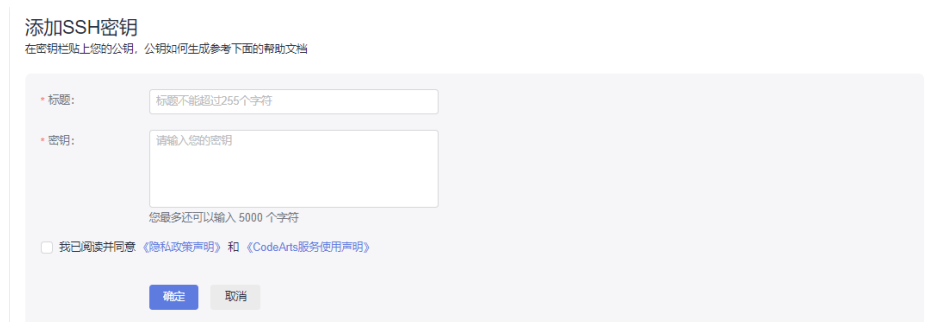 添加SSH密钥
在密钥栏贴上您的公钥，公钥如何生成参考下面的帮助文档
* 标题： 标题不能超过255个字符
* 密钥： 请输入您的密钥
您最多还可以输入 5000 个字符
我已阅读并同意 《隐私政策声明》 和 《CodeArts服务使用声明》
确定 取消